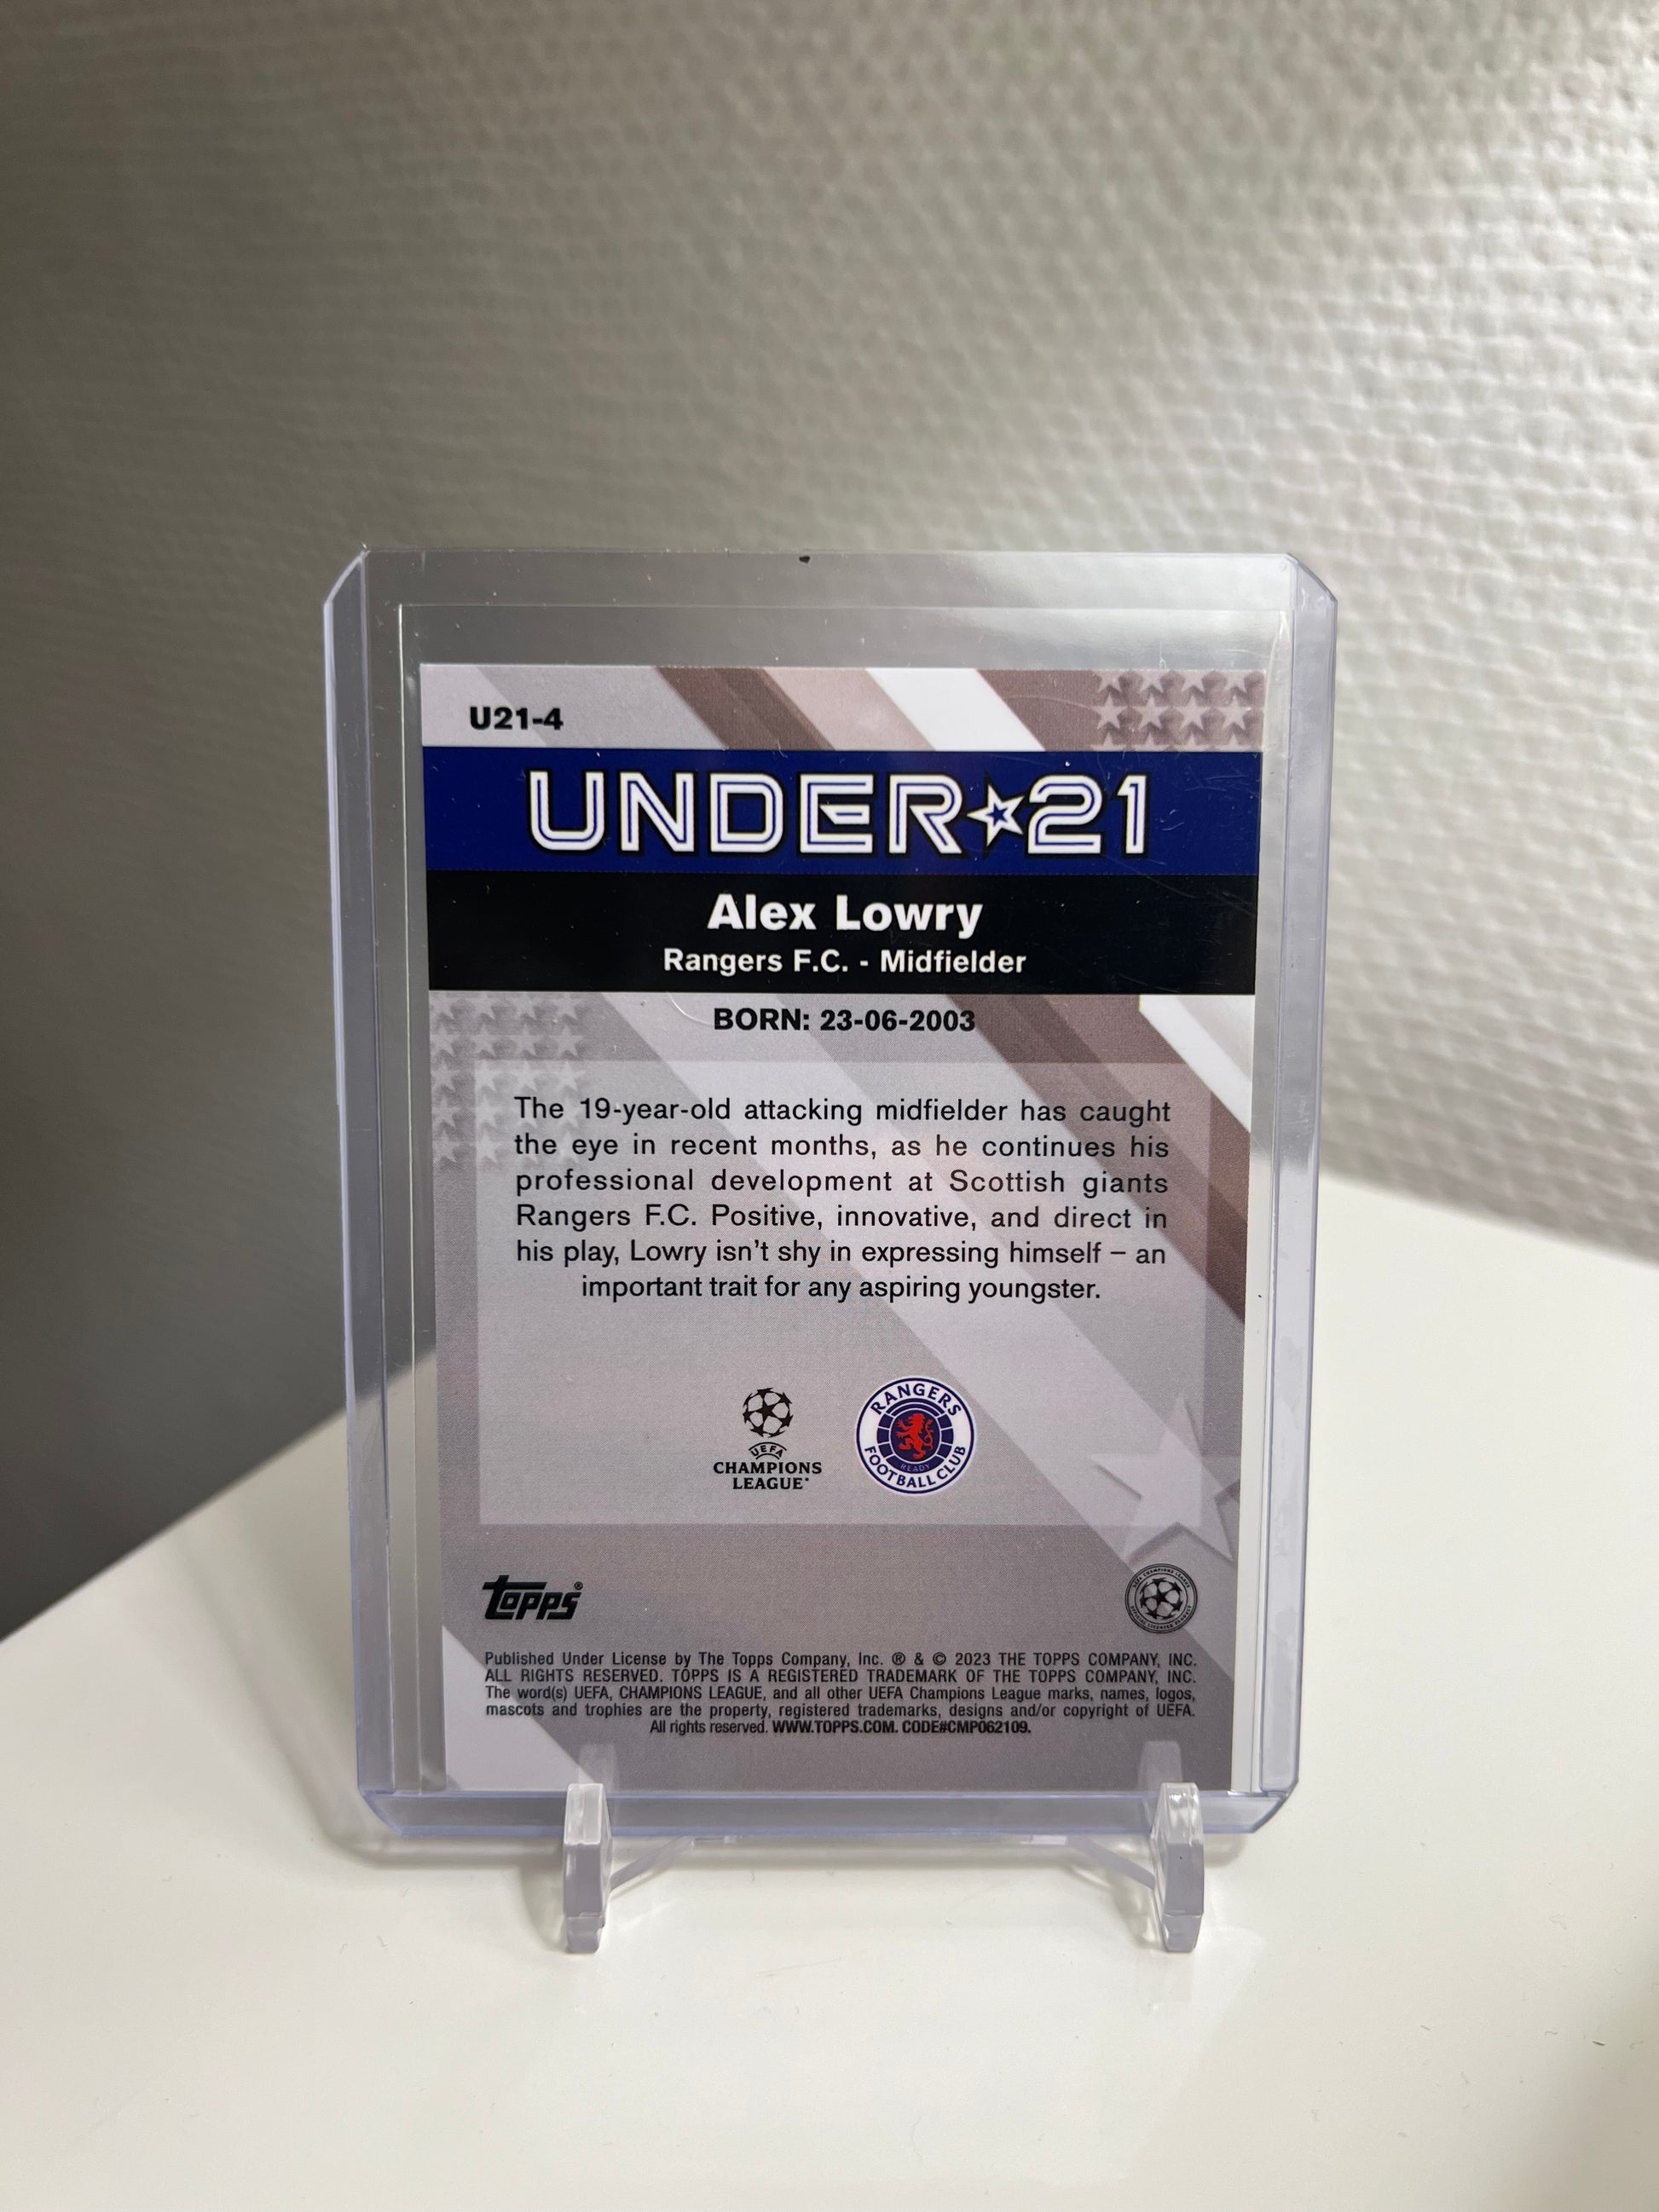 U21-4
UNDER★21
Alex Lowry
Rangers F.C. - Midfielder
BORN: 23-06-2003
The 19-year-old attacking midfielder has caught
the eye in recent months, as he continues his
professional development at Scottish giants
Rangers F.C. Positive, innovative, and direct in
his play, Lowry isn't shy in expressing himself – an
important trait for any aspiring youngster.
UEFA
CHAMPIONS
LEAGUE
RANGERS
FOOTBALL CLUB
READY
topps®
Published Under License by The Topps Company, Inc. ® & © 2023 THE TOPPS COMPANY, INC.
ALL RIGHTS RESERVED. TOPPS IS A REGISTERED TRADEMARK OF THE TOPPS COMPANY, INC.
The word(s) UEFA, CHAMPIONS LEAGUE, and all other UEFA Champions League marks, names, logos,
mascots and trophies are the property, registered trademarks, designs and/or copyright of UEFA.
All rights reserved. WWW.TOPPS.COM. CODE#CMP062109.